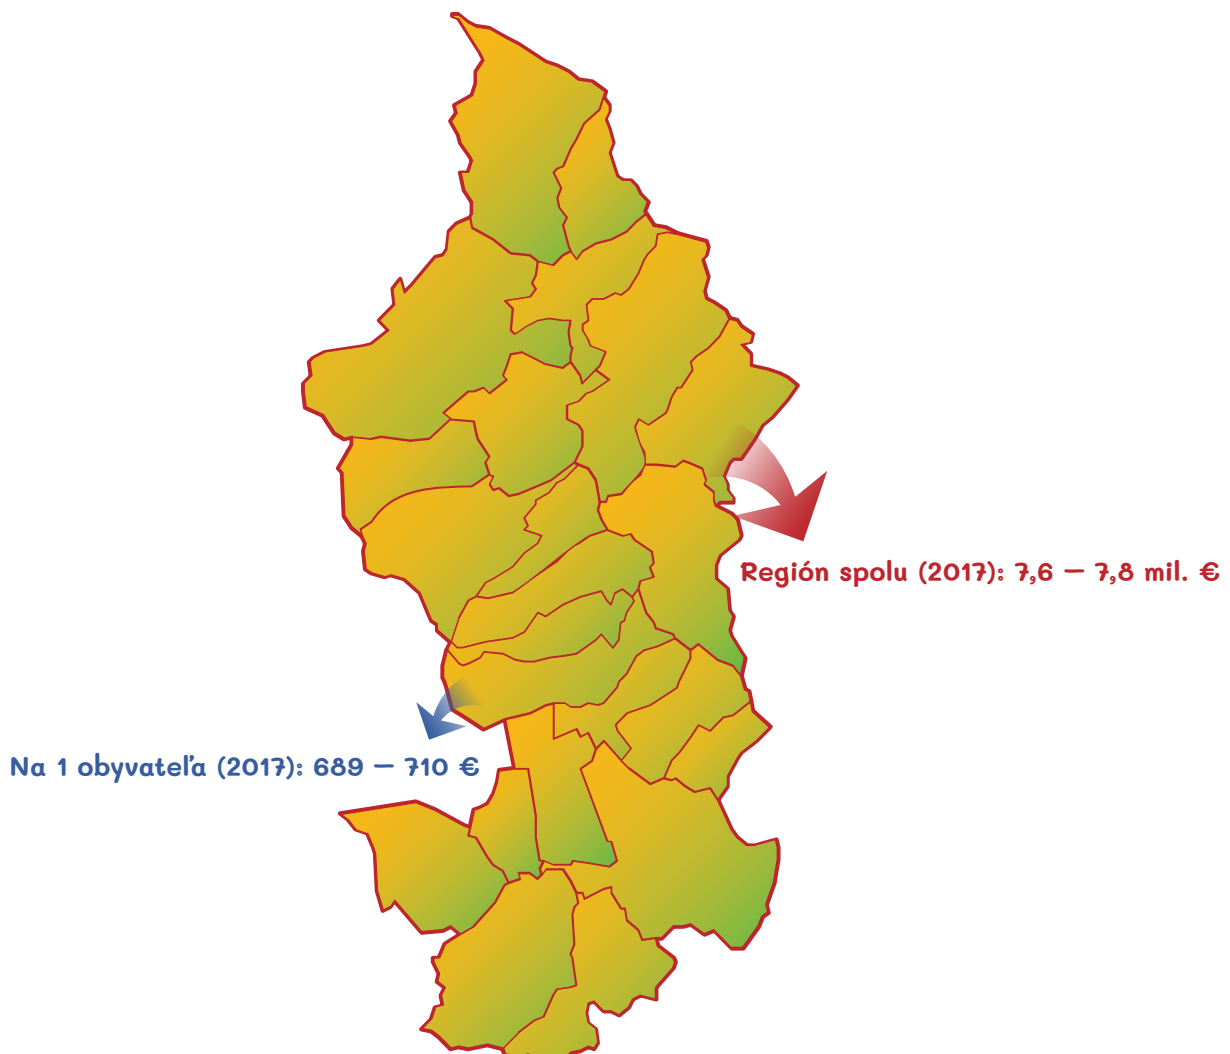 Región spolu (2017): 7,6 – 7,8 mil. €
Na 1 obyvateľa (2017): 689 – 710 €